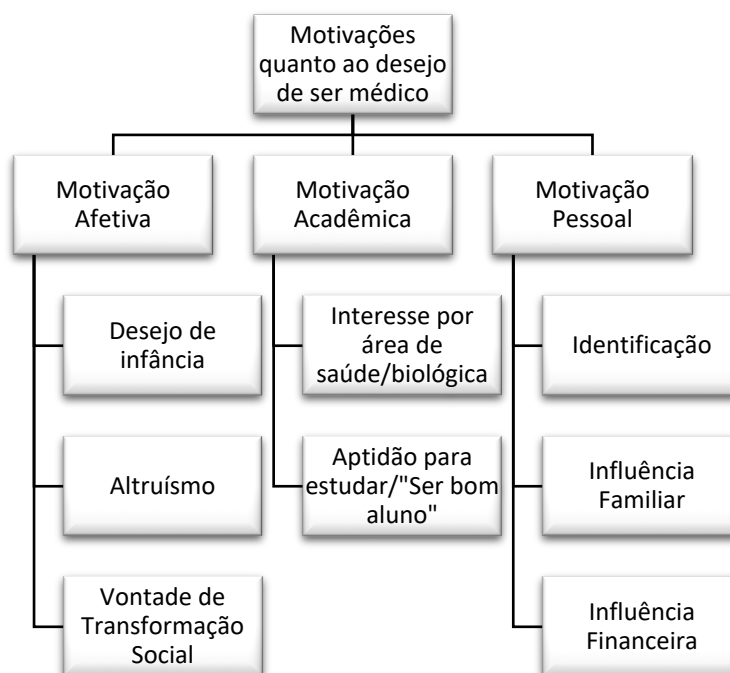 Motivações
quanto ao desejo
de ser médico
Motivação
Afetiva
Motivação
Acadêmica
Motivação
Pessoal
Desejo de
infância
Interesse por
área de
saúde/biológica
Identificação
Altruísmo
Aptidão para
estudar/"Ser bom
aluno"
Influência
Familiar
Vontade de
Transformação
Social
Influência
Financeira